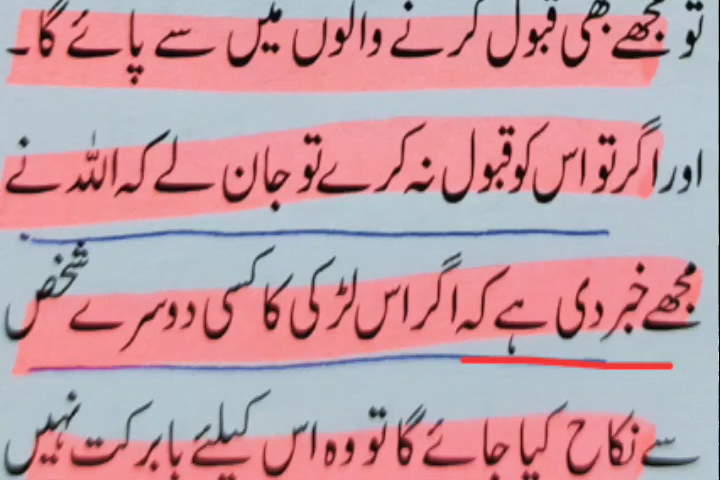 تو مجھے بھی قبول کرنے والوں میں سے پائے گا۔
اور اگر تو اس کو قبول نہ کرے تو جان لے کہ اللہ نے
مجھے خبر دی ہے کہ اگر اس لڑکی کا کسی دوسرے شخص
سے نکاح کیا جائے گا تو وہ اس کیلئے بابرکت نہیں